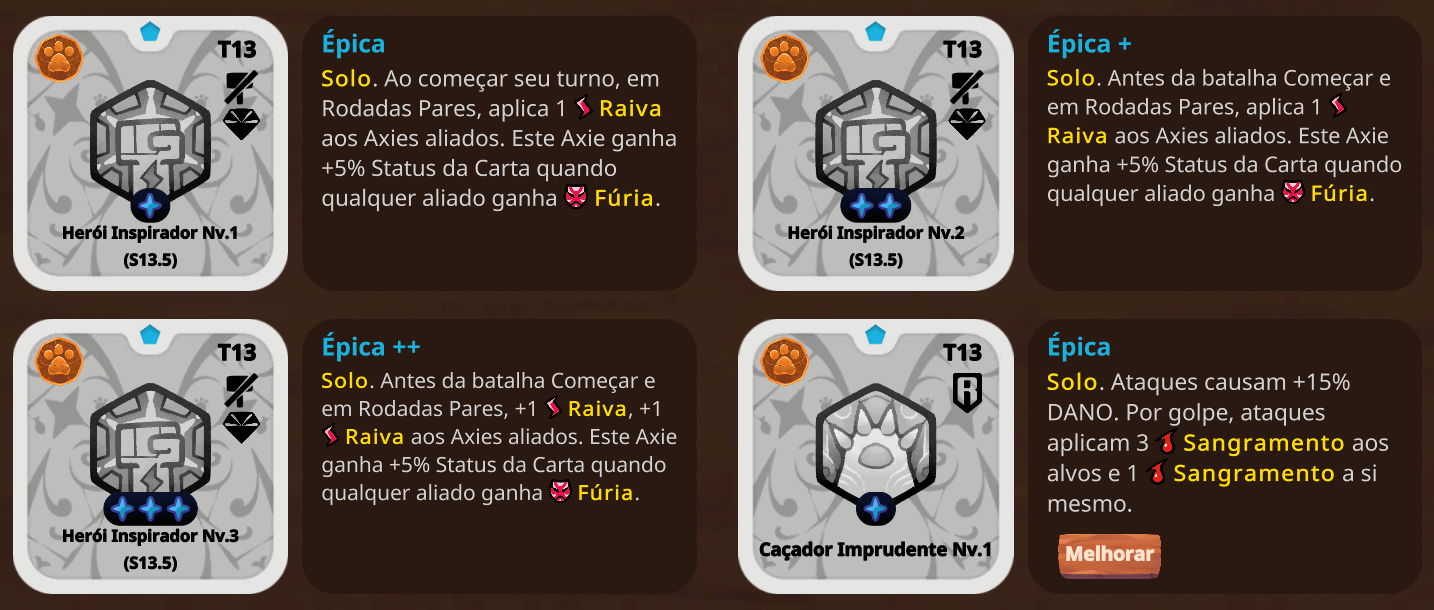 T13
Herói Inspirador Nv.1
(S13.5)
Épica
Solo. Ao começar seu turno, em
Rodadas Pares, aplica 1 Raiva
aos Axies aliados. Este Axie ganha
+5% Status da Carta quando
qualquer aliado ganha Fúria.
T13
Herói Inspirador Nv.2
(S13.5)
Épica +
Solo. Antes da batalha Começar e
em Rodadas Pares, aplica 1
Raiva aos Axies aliados. Este Axie
ganha +5% Status da Carta quando
qualquer aliado ganha Fúria.
T13
Herói Inspirador Nv.3
(S13.5)
Épica ++
Solo. Antes da batalha Começar e
em Rodadas Pares, +1 Raiva, +1
Raiva aos Axies aliados. Este Axie
ganha +5% Status da Carta quando
qualquer aliado ganha Fúria.
T13
Caçador Imprudente Nv.1
Épica
Solo. Ataques causam +15%
DANO. Por golpe, ataques
aplicam 3 Sangramento aos
alvos e 1 Sangramento a si
mesmo.
Melhorar